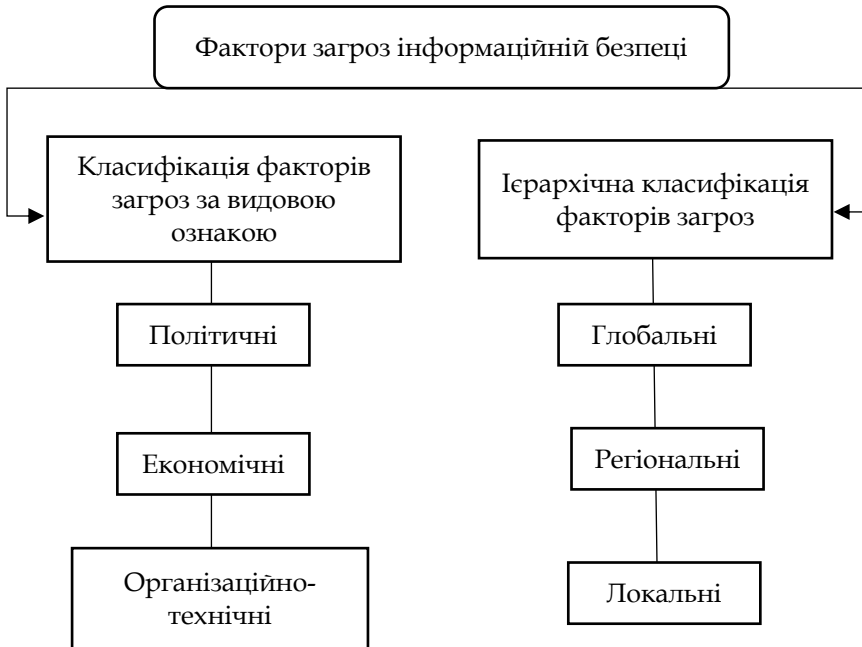 Фактори загроз інформаційній безпеці
Класифікація факторів
загроз за видовою
ознакою
Політичні
Економічні
Організаційно-
технічні
Ієрархічна класифікація
факторів загроз
Глобальні
Регіональні
Локальні